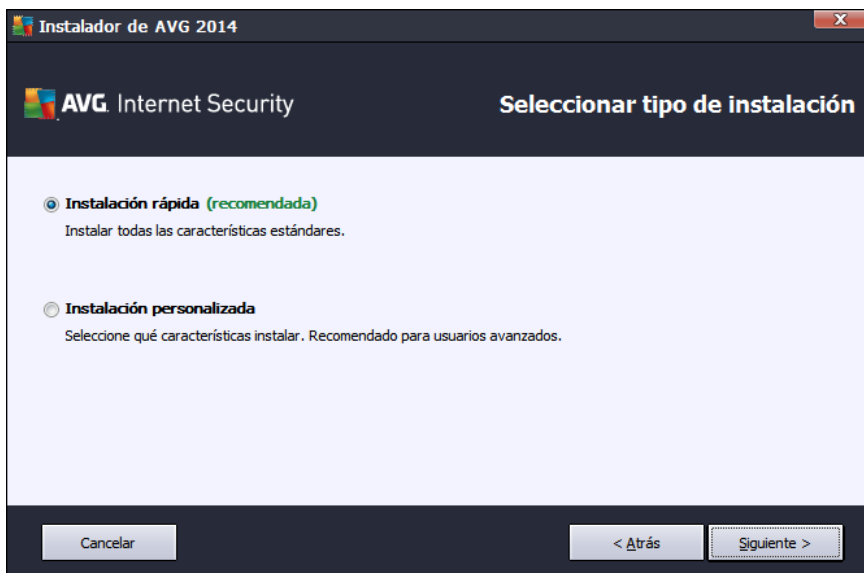 Instalador de AVG 2014
AVG. Internet Security
Seleccionar tipo de instalación
Instalación rápida (recomendada)
Instalar todas las características estándares.
Instalación personalizada
Seleccione qué características instalar. Recomendado para usuarios avanzados.
Cancelar
< Atrás
Siguiente >